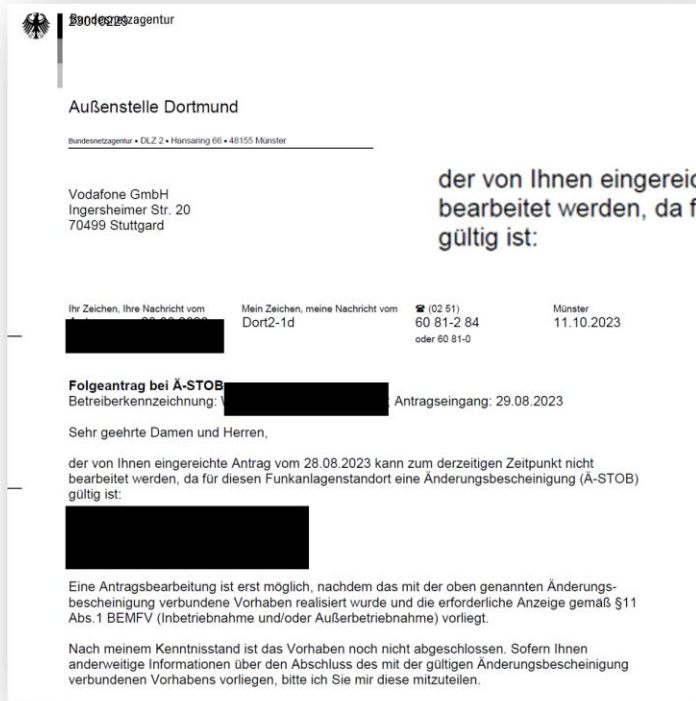 Bundesnetzagentur
Außenstelle Dortmund
Bundesnetzagentur • DLZ 2 • Hansaring 66 • 48155 Münster
Vodafone GmbH
Ingersheimer Str. 20
70499 Stuttgard
der von Ihnen eingereic
bearbeitet werden, da f
gültig ist:
Ihr Zeichen, Ihre Nachricht vom Mein Zeichen, meine Nachricht vom ☎ (02 51) Münster
Dort2-1d 60 81-2 84 11.10.2023
oder 60 81-0
Folgeantrag bei Ä-STOB
Betreiberkennzeichnung: Antragseingang: 29.08.2023
Sehr geehrte Damen und Herren,
der von Ihnen eingereichte Antrag vom 28.08.2023 kann zum derzeitigen Zeitpunkt nicht
bearbeitet werden, da für diesen Funkanlagenstandort eine Änderungsbescheinigung (Ä-STOB)
gültig ist:
Eine Antragsbearbeitung ist erst möglich, nachdem das mit der oben genannten Änderungs-
bescheinigung verbundene Vorhaben realisiert wurde und die erforderliche Anzeige gemäß §11
Abs.1 BEMFV (Inbetriebnahme und/oder Außerbetriebnahme) vorliegt.
Nach meinem Kenntnisstand ist das Vorhaben noch nicht abgeschlossen. Sofern Ihnen
anderweitige Informationen über den Abschluss des mit der gültigen Änderungsbescheinigung
verbundenen Vorhabens vorliegen, bitte ich Sie mir diese mitzuteilen.